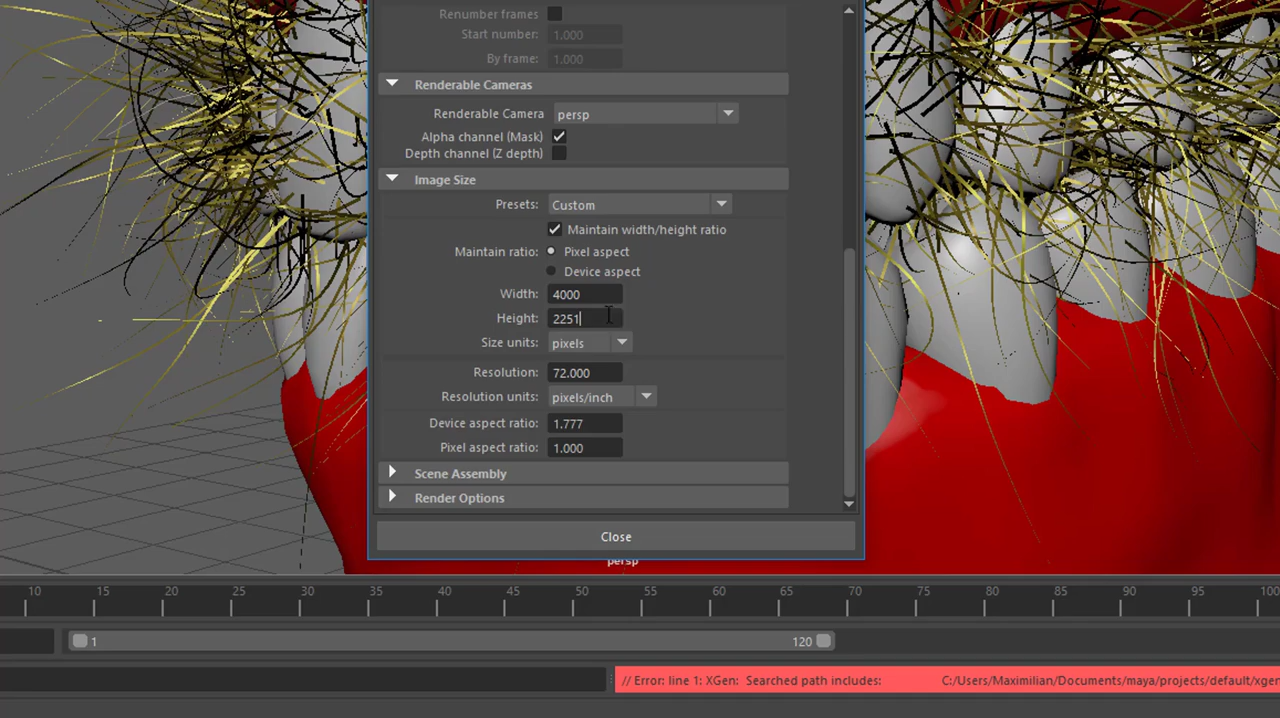 Renumber frames
Start number: 1.000
By frame: 1.000
Renderable Cameras
Renderable Camera persp
Alpha channel (Mask)
Depth channel (Z depth)
Image Size
Presets: Custom
Maintain width/height ratio
Maintain ratio: Pixel aspect
Device aspect
Width: 4000
Height: 2251
Size units: pixels
Resolution: 72.000
Resolution units: pixels/inch
Device aspect ratio: 1.777
Pixel aspect ratio: 1.000
Scene Assembly
Render Options
Close
persp
10 15 20 25 30 35 40 45 50 55 60 65 70 75 80 85 90 95 100
1 120
// Error: line 1: XGen: Searched path includes: C:/Users/Maximilian/Documents/maya/projects/default/xgen